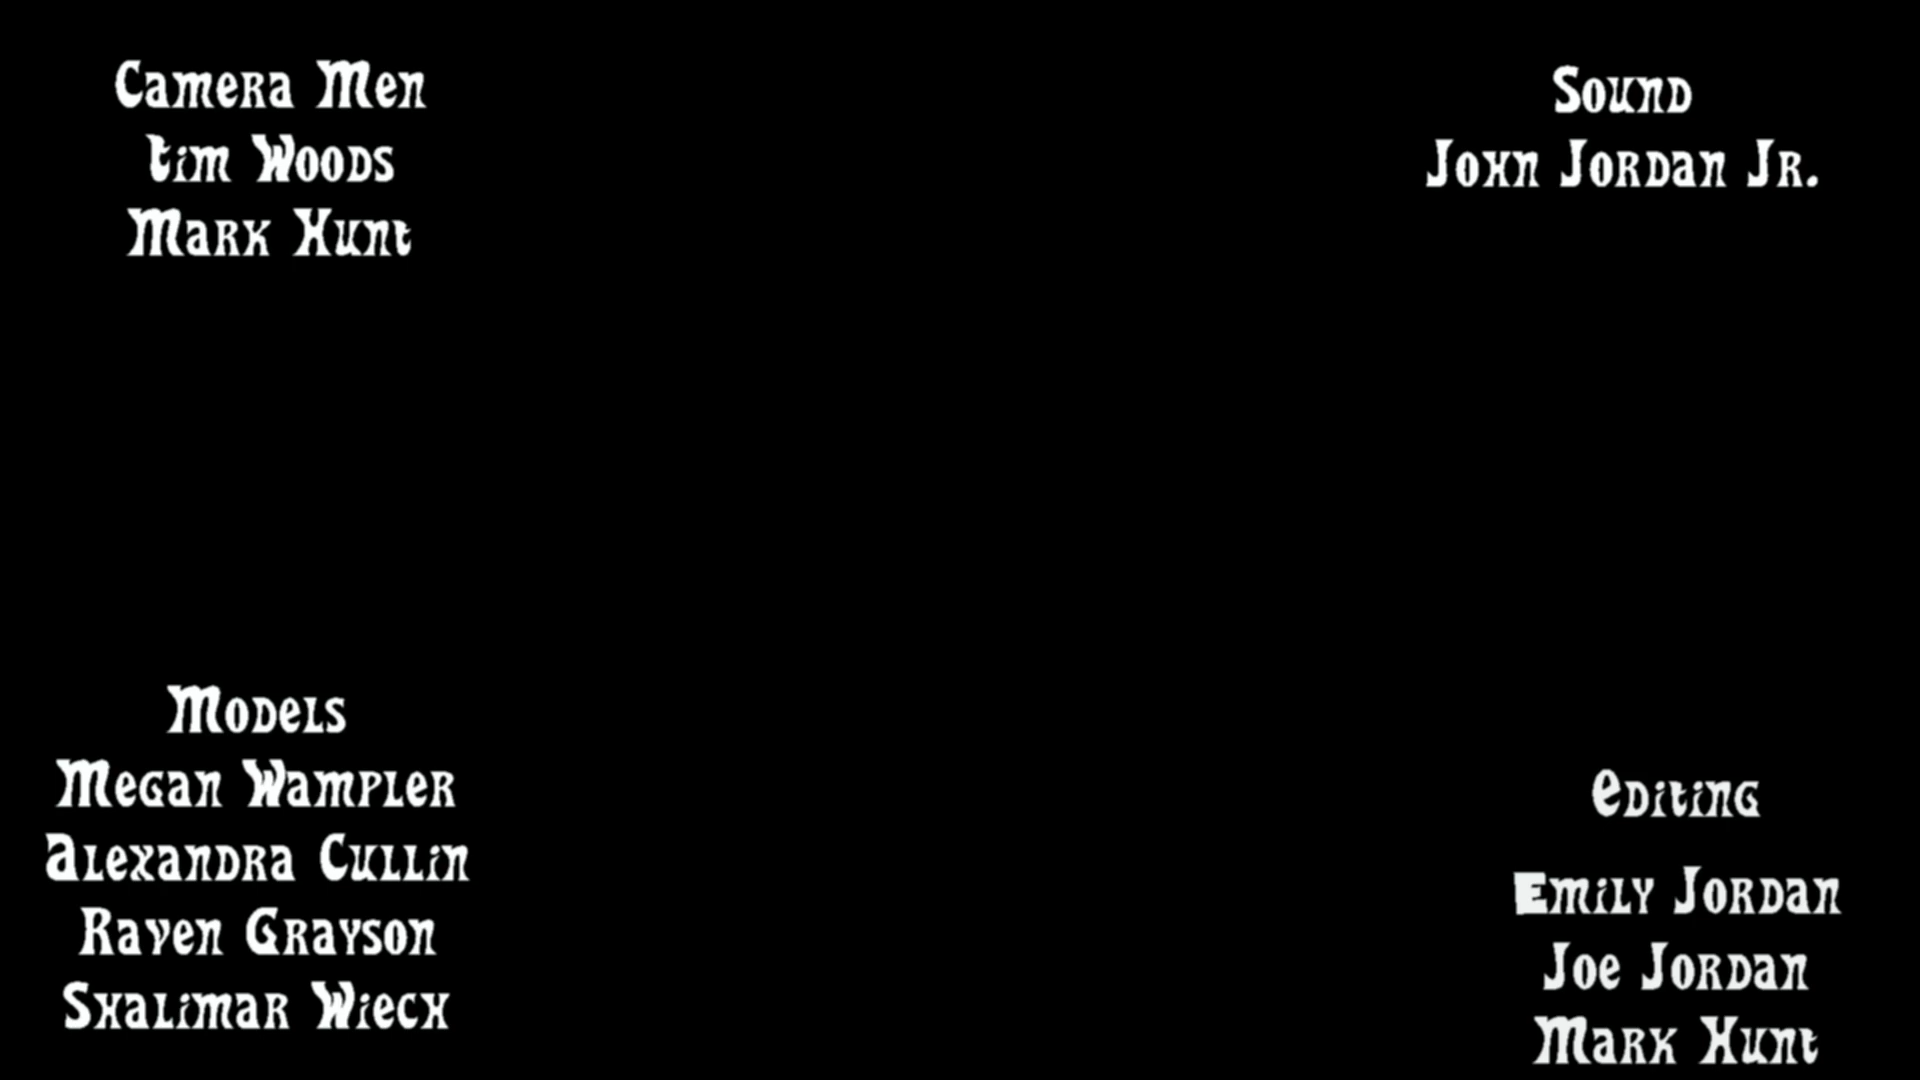 Camera Men
Tim Woods
Mark Hunt
Sound
John Jordan Jr.
Models
Megan Wampler
Alexandra Cullin
Raven Grayson
Shalimar Wiech
Editing
Emily Jordan
Joe Jordan
Mark Hunt